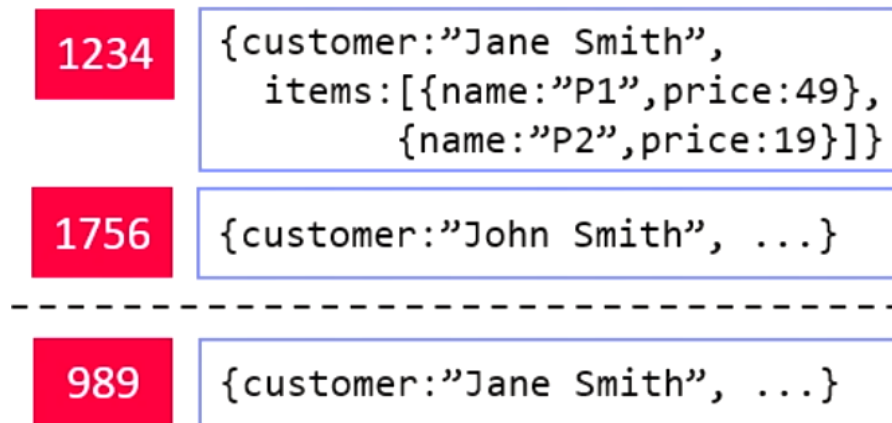 1234
{customer:”Jane Smith”,
items:[{name:”P1”,price:49},
{name:”P2”,price:19}]}
1756
{customer:”John Smith”, ...}
989
{customer:”Jane Smith”, ...}